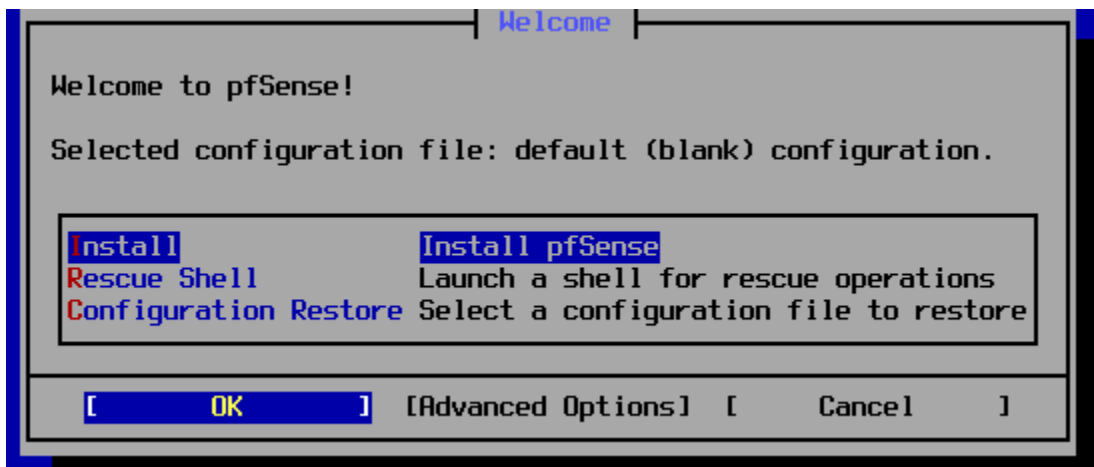 Welcome
Welcome to pfSense!
Selected configuration file: default (blank) configuration.
Install Install pfSense
Rescue Shell Launch a shell for rescue operations
Configuration Restore Select a configuration file to restore
[ OK ] [Advanced Options] [ Cancel ]